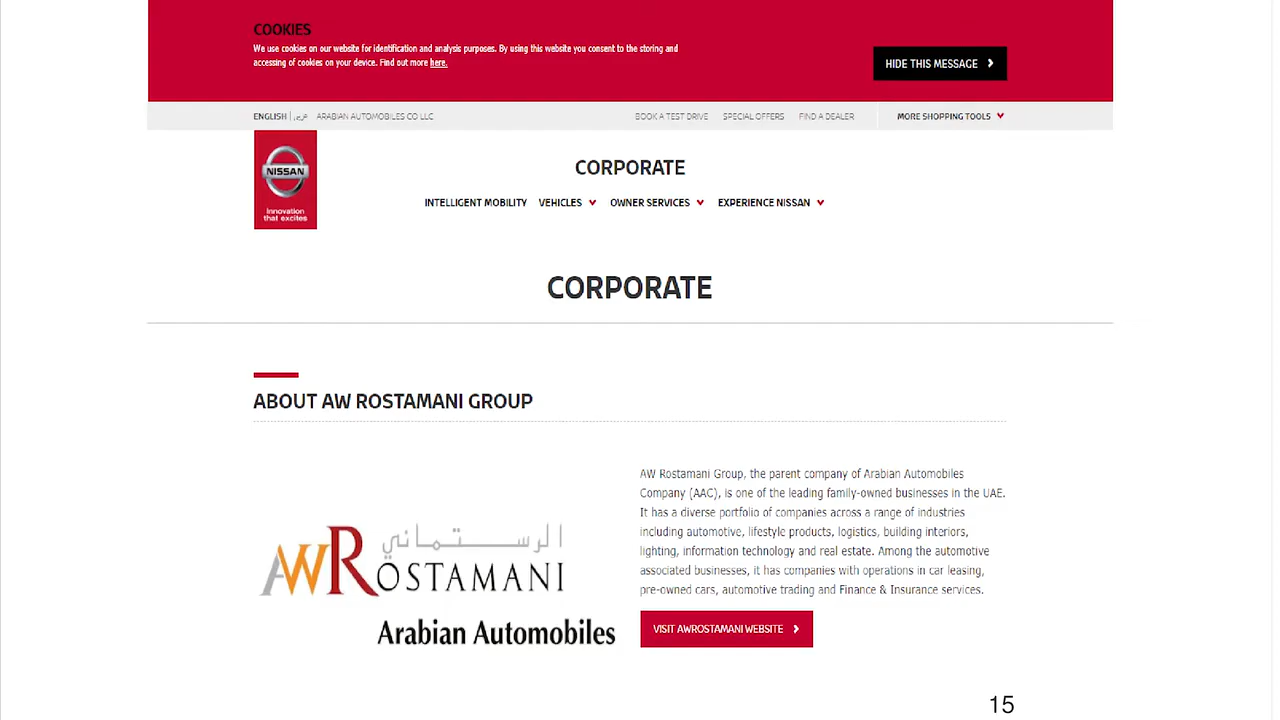 COOKIES
We use cookies on our website for identification and analysis purposes. By using this website you consent to the storing and
accessing of cookies on your device. Find out more here.
HIDE THIS MESSAGE
ENGLISH | عربى ARABIAN AUTOMOBILES CO LLC
BOOK A TEST DRIVE SPECIAL OFFERS FIND A DEALER MORE SHOPPING TOOLS
NISSAN
Innovation
that excites
CORPORATE
INTELLIGENT MOBILITY VEHICLES OWNER SERVICES EXPERIENCE NISSAN
CORPORATE
ABOUT AW ROSTAMANI GROUP
الرستماني
AWROSTAMANI
Arabian Automobiles
AW Rostamani Group, the parent company of Arabian Automobiles
Company (AAC), is one of the leading family-owned businesses in the UAE.
It has a diverse portfolio of companies across a range of industries
including automotive, lifestyle products, logistics, building interiors,
lighting, information technology and real estate. Among the automotive
associated businesses, it has companies with operations in car leasing,
pre-owned cars, automotive trading and Finance & Insurance services.
VISIT AWROSTAMANI WEBSITE
15